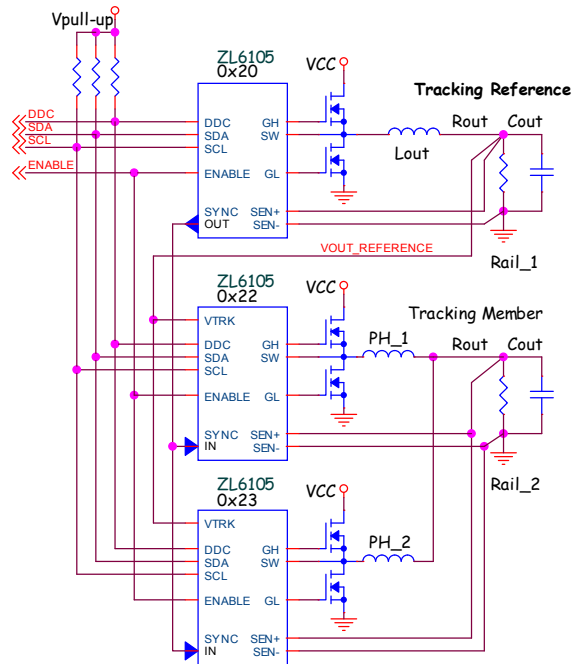 Vpull-up
ZL6105
0x20
VCC
Tracking Reference
DDC
SDA
SCL
ENABLE
DDC
SDA
SCL
ENABLE
SYNC
OUT
GH
SW
GL
SEN+
SEN-
Lout
Rout
Cout
Rail_1
VOUT_REFERENCE
ZL6105
0x22
VCC
Tracking Member
VTRK
DDC
SDA
SCL
ENABLE
SYNC
IN
GH
SW
GL
SEN+
SEN-
PH_1
Rout
Cout
Rail_2
ZL6105
0x23
VCC
VTRK
DDC
SDA
SCL
ENABLE
SYNC
IN
GH
SW
GL
SEN+
SEN-
PH_2